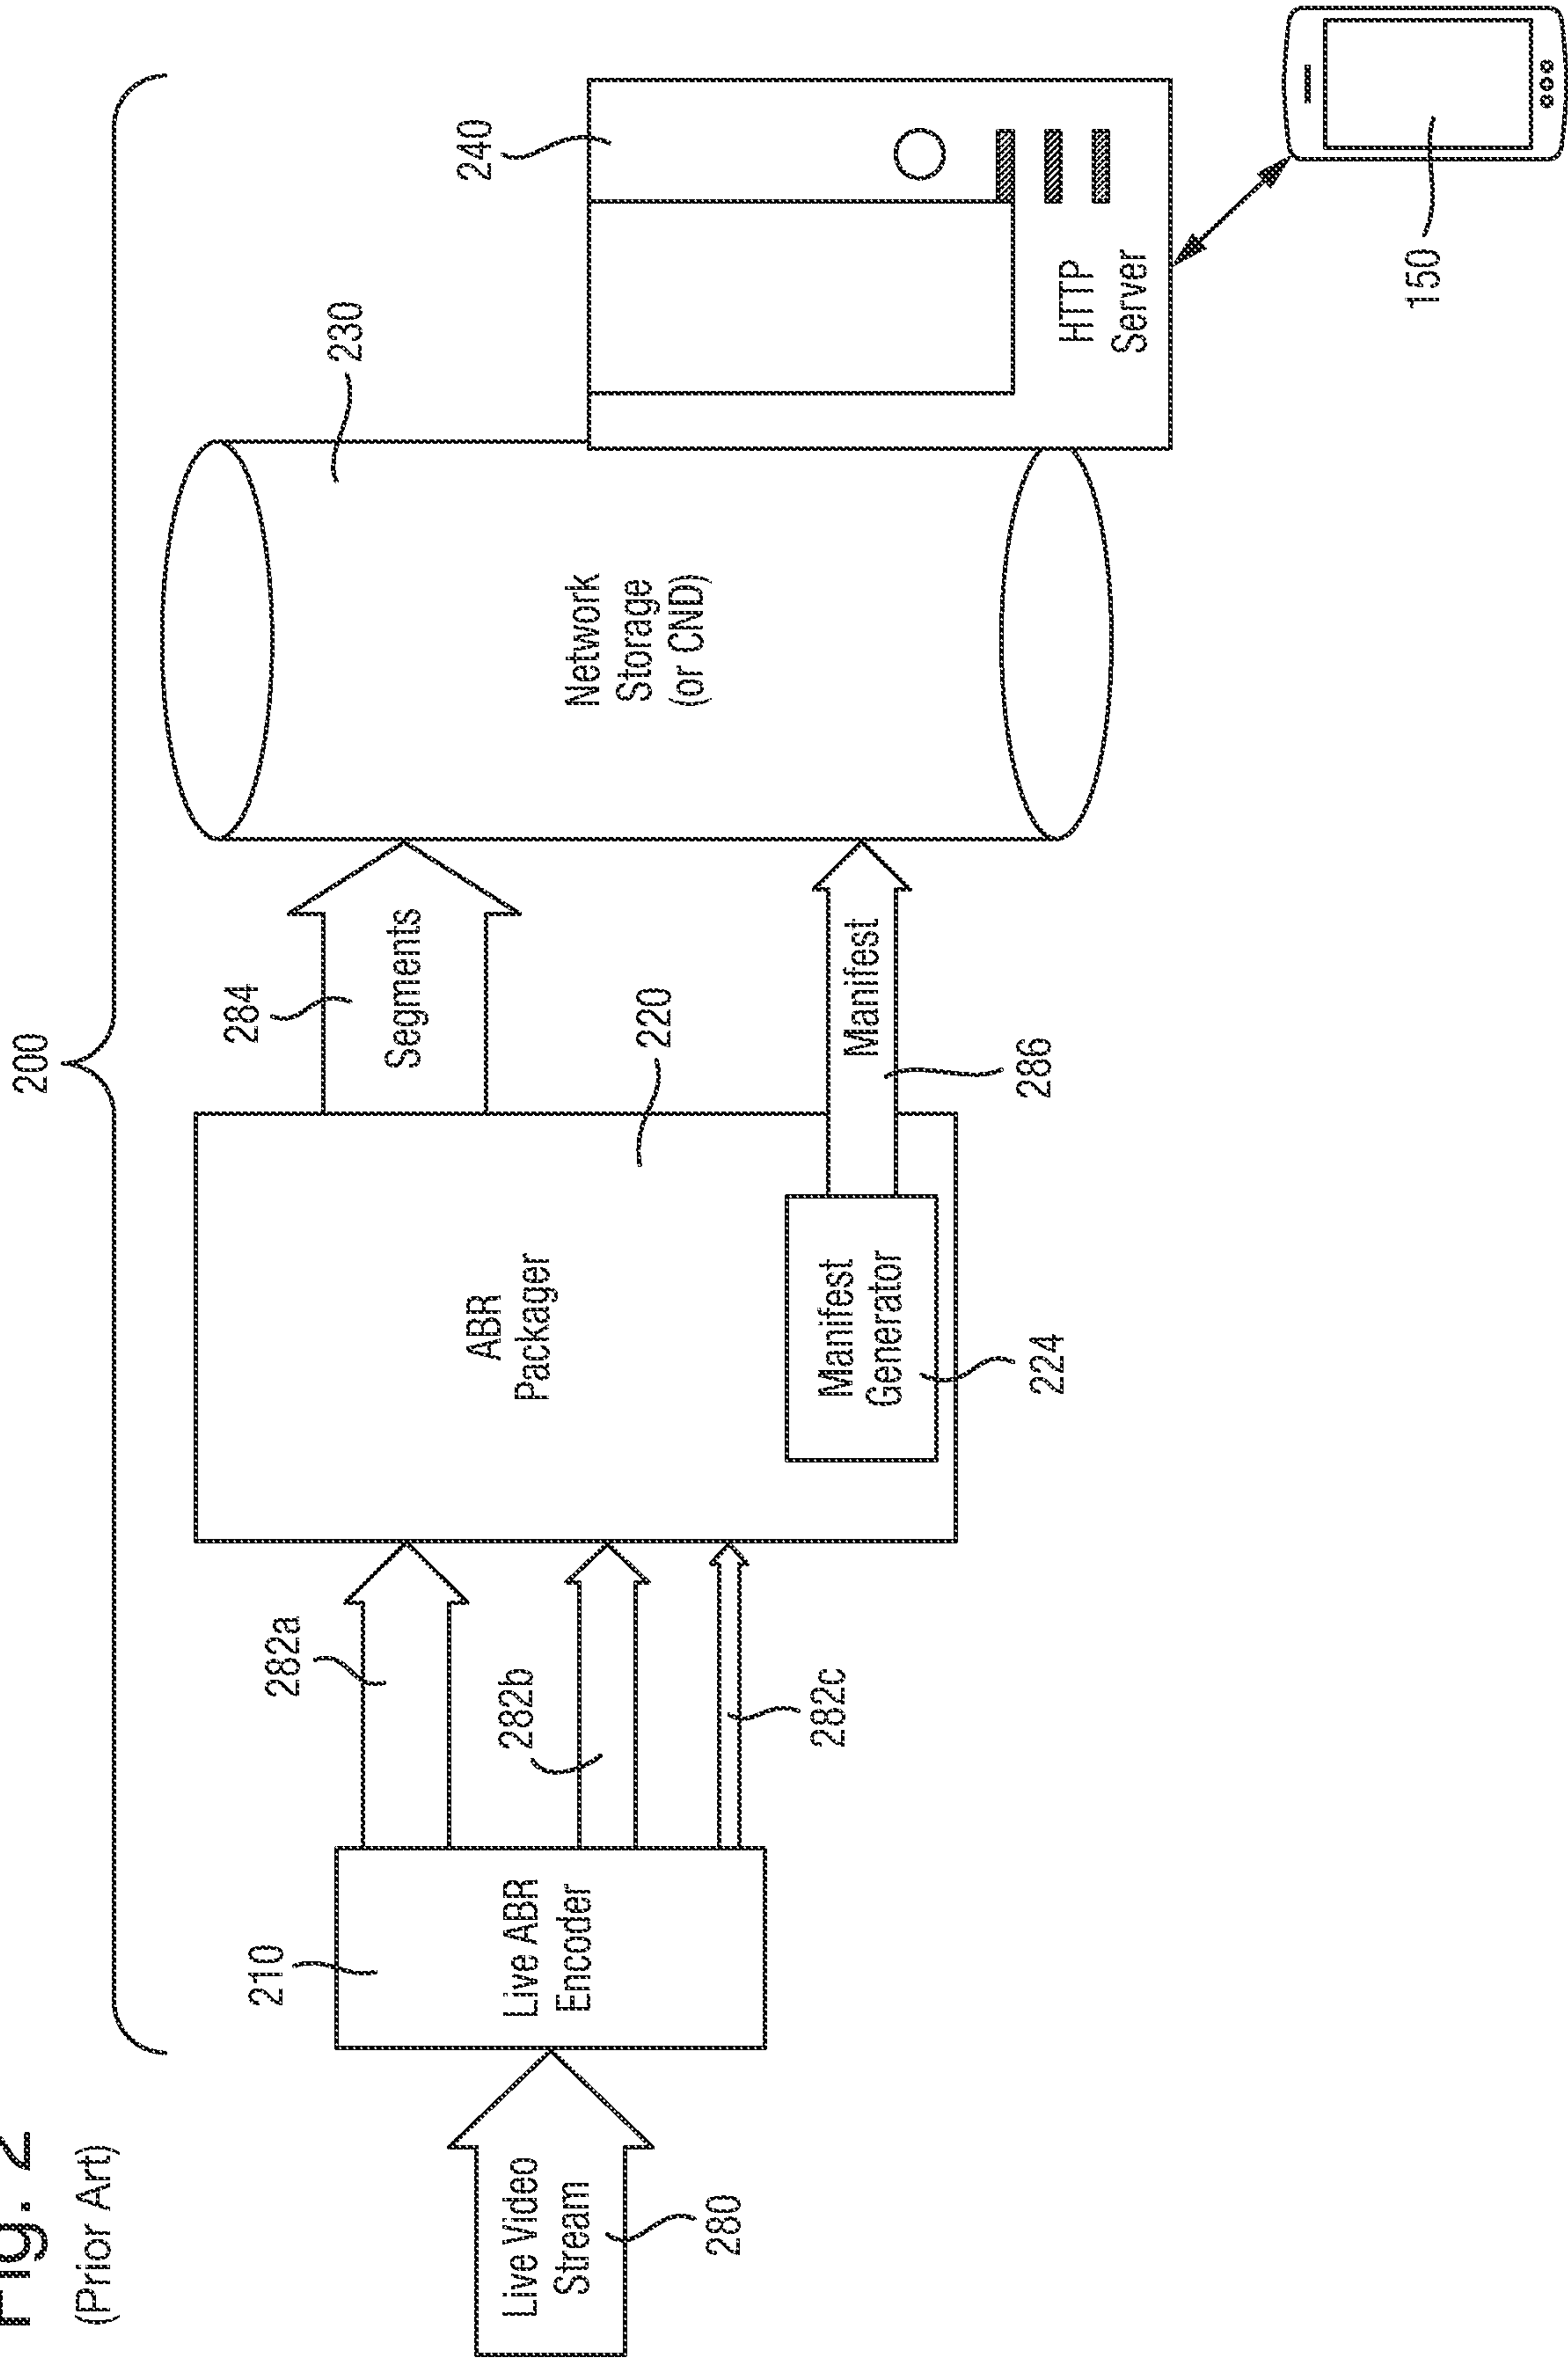 Fig. 2
(Prior Art)
200
Live Video
Stream
280
210
Live ABR
Encoder
282a
282b
282c
ABR
Packager
220
Manifest
Generator
224
284
Segments
Manifest
286
230
Network
Storage
(or CND)
240
HTTP
Server
150